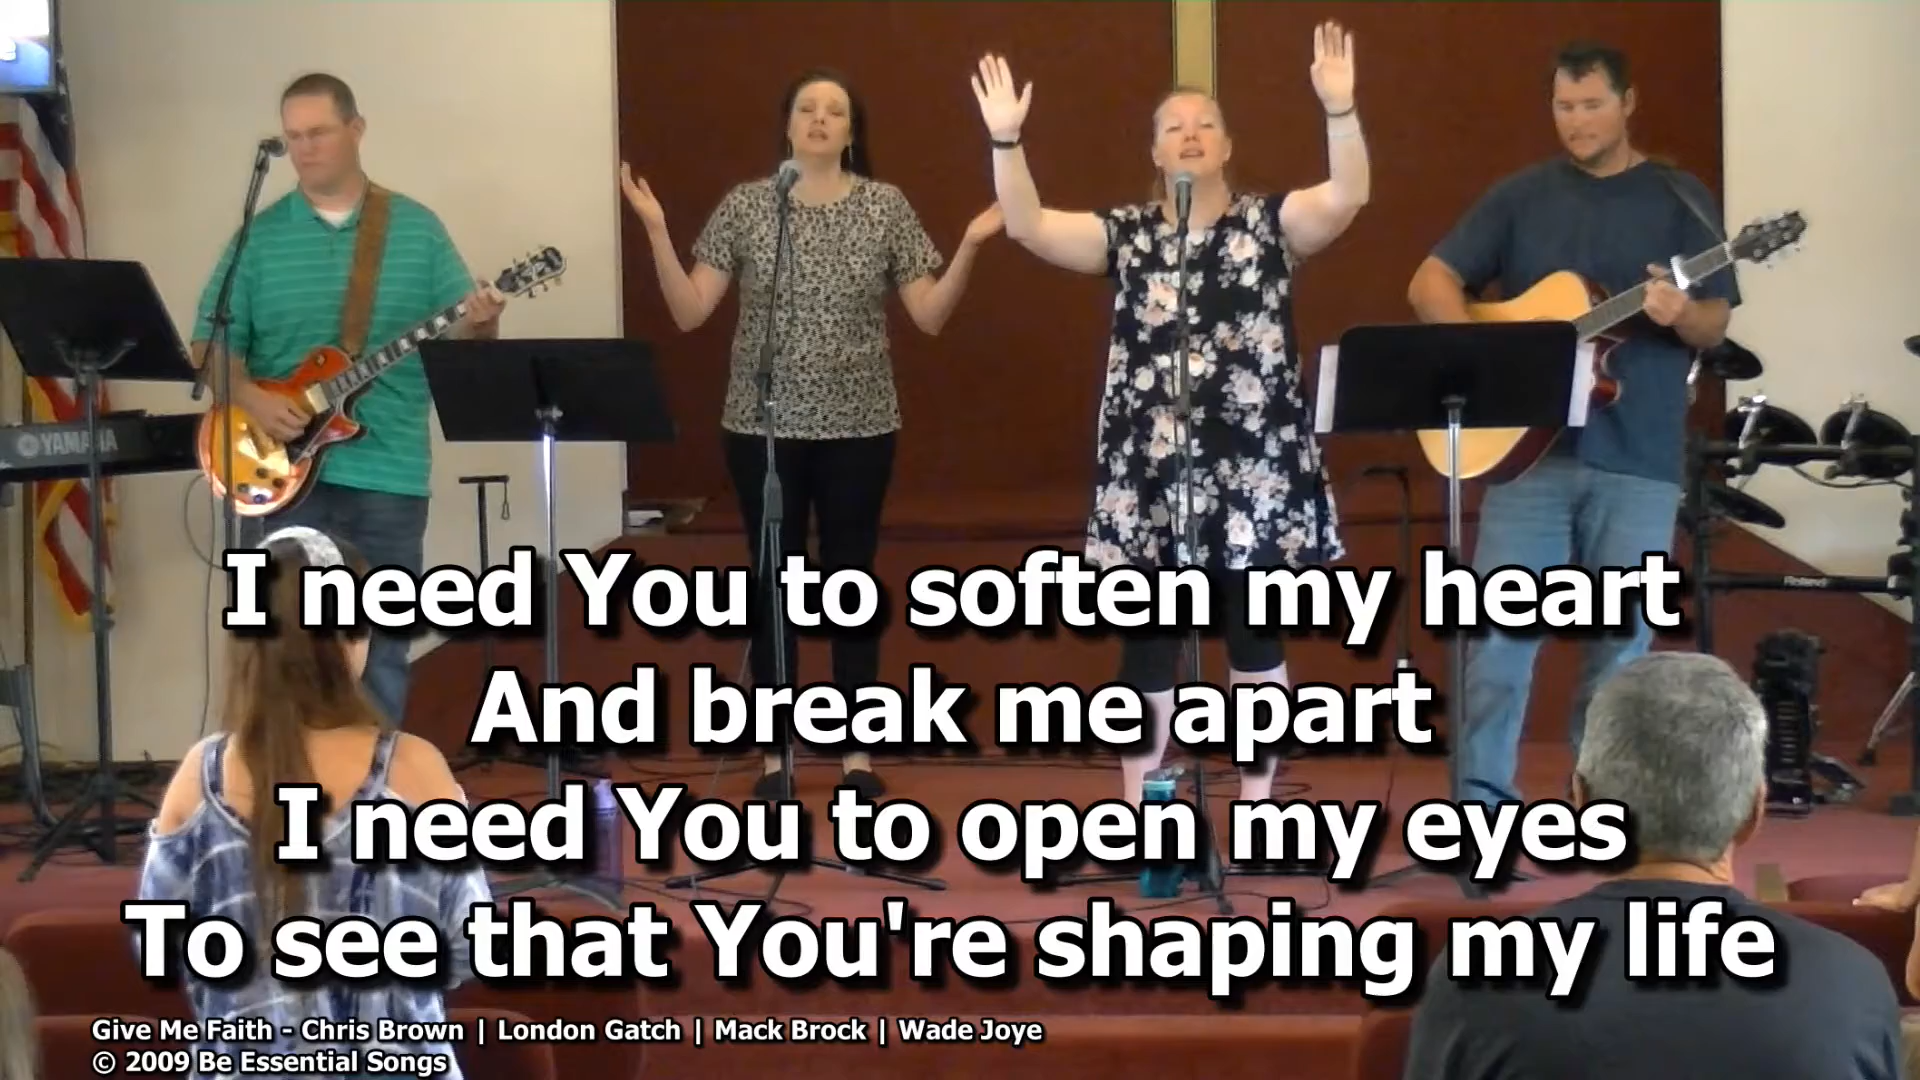 YAMAHA
Roland
I need You to soften my heart
And break me apart
I need You to open my eyes
To see that You're shaping my life
Give Me Faith - Chris Brown | London Gatch | Mack Brock | Wade Joye
© 2009 Be Essential Songs